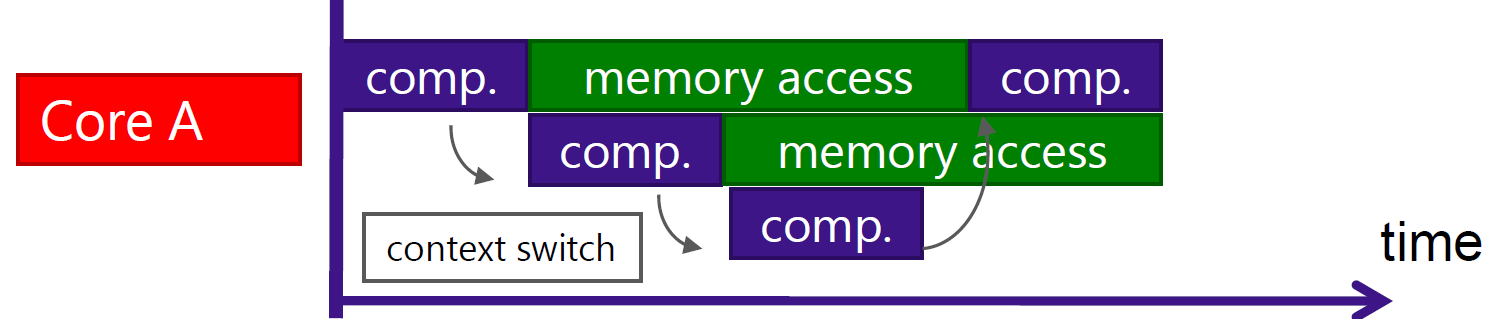 comp. memory access comp.
Core A
comp. memory access
comp.
context switch
time